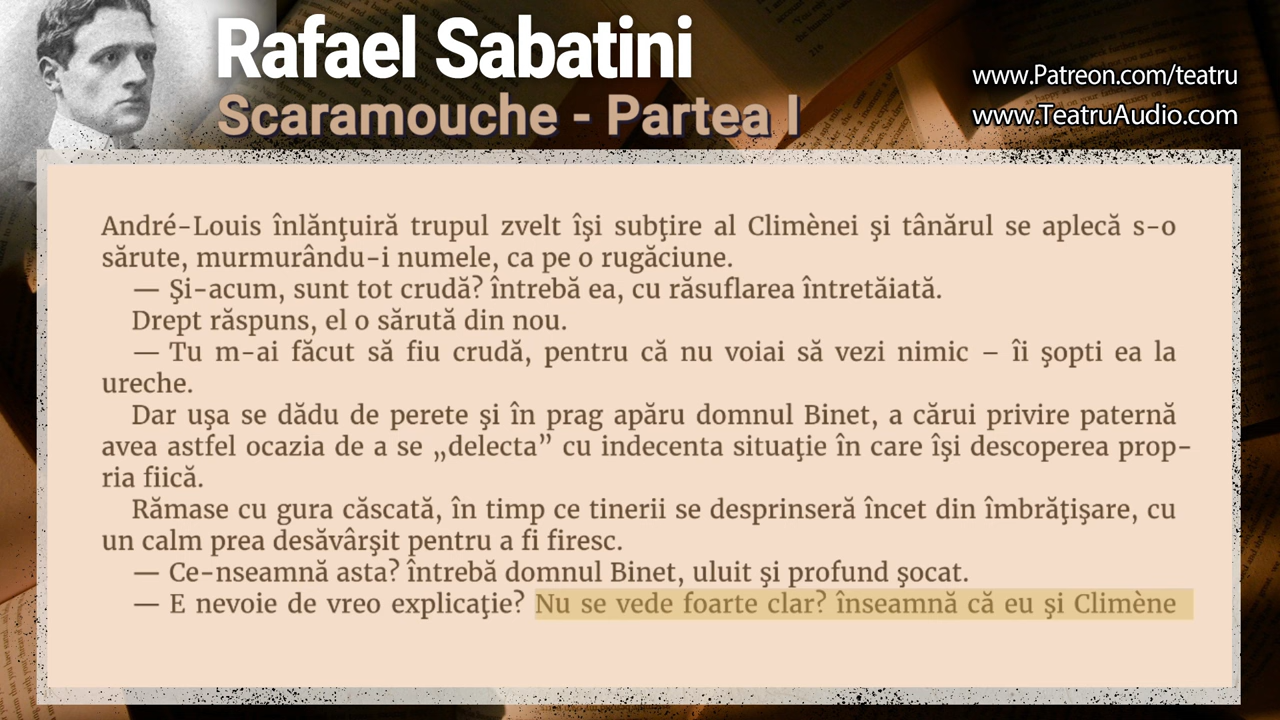 Rafael Sabatini
Scaramouche - Partea I
www.Patreon.com/teatru
www.TeatruAudio.com
André-Louis înlănţuiră trupul zvelt îşi subţire al Climènei şi tânărul se aplecă s-o
sărute, murmurându-i numele, ca pe o rugăciune.
— Şi-acum, sunt tot crudă? întrebă ea, cu răsuflarea întretăiată.
Drept răspuns, el o sărută din nou.
— Tu m-ai făcut să fiu crudă, pentru că nu voiai să vezi nimic – îi şopti ea la
ureche.
Dar uşa se dădu de perete şi în prag apăru domnul Binet, a cărui privire paternă
avea astfel ocazia de a se „delecta” cu indecenta situaţie în care îşi descoperea prop-
ria fiică.
Rămase cu gura căscată, în timp ce tinerii se desprinseră încet din îmbrăţişare, cu
un calm prea desăvârşit pentru a fi firesc.
— Ce-nseamnă asta? întrebă domnul Binet, uluit şi profund şocat.
— E nevoie de vreo explicaţie? Nu se vede foarte clar? înseamnă că eu şi Climène